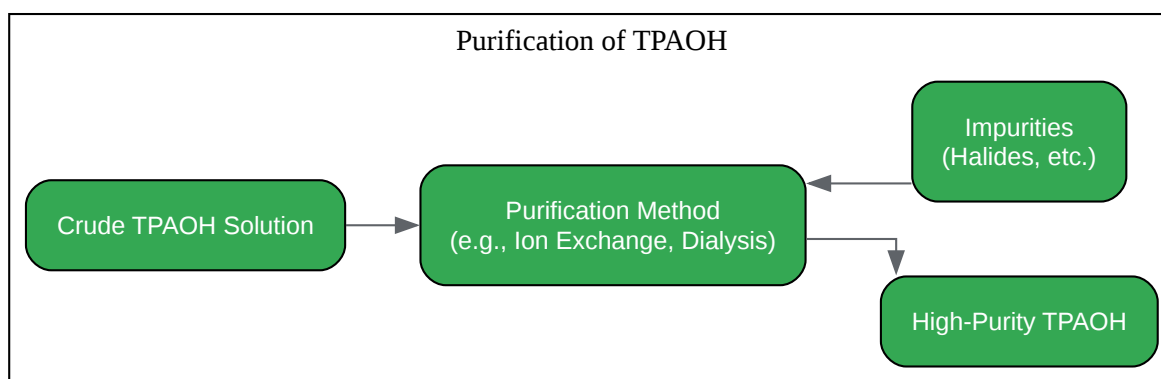 Purification of TPAOH
Impurities
(Halides, etc.)
Crude TPAOH Solution
Purification Method
(e.g., Ion Exchange, Dialysis)
High-Purity TPAOH